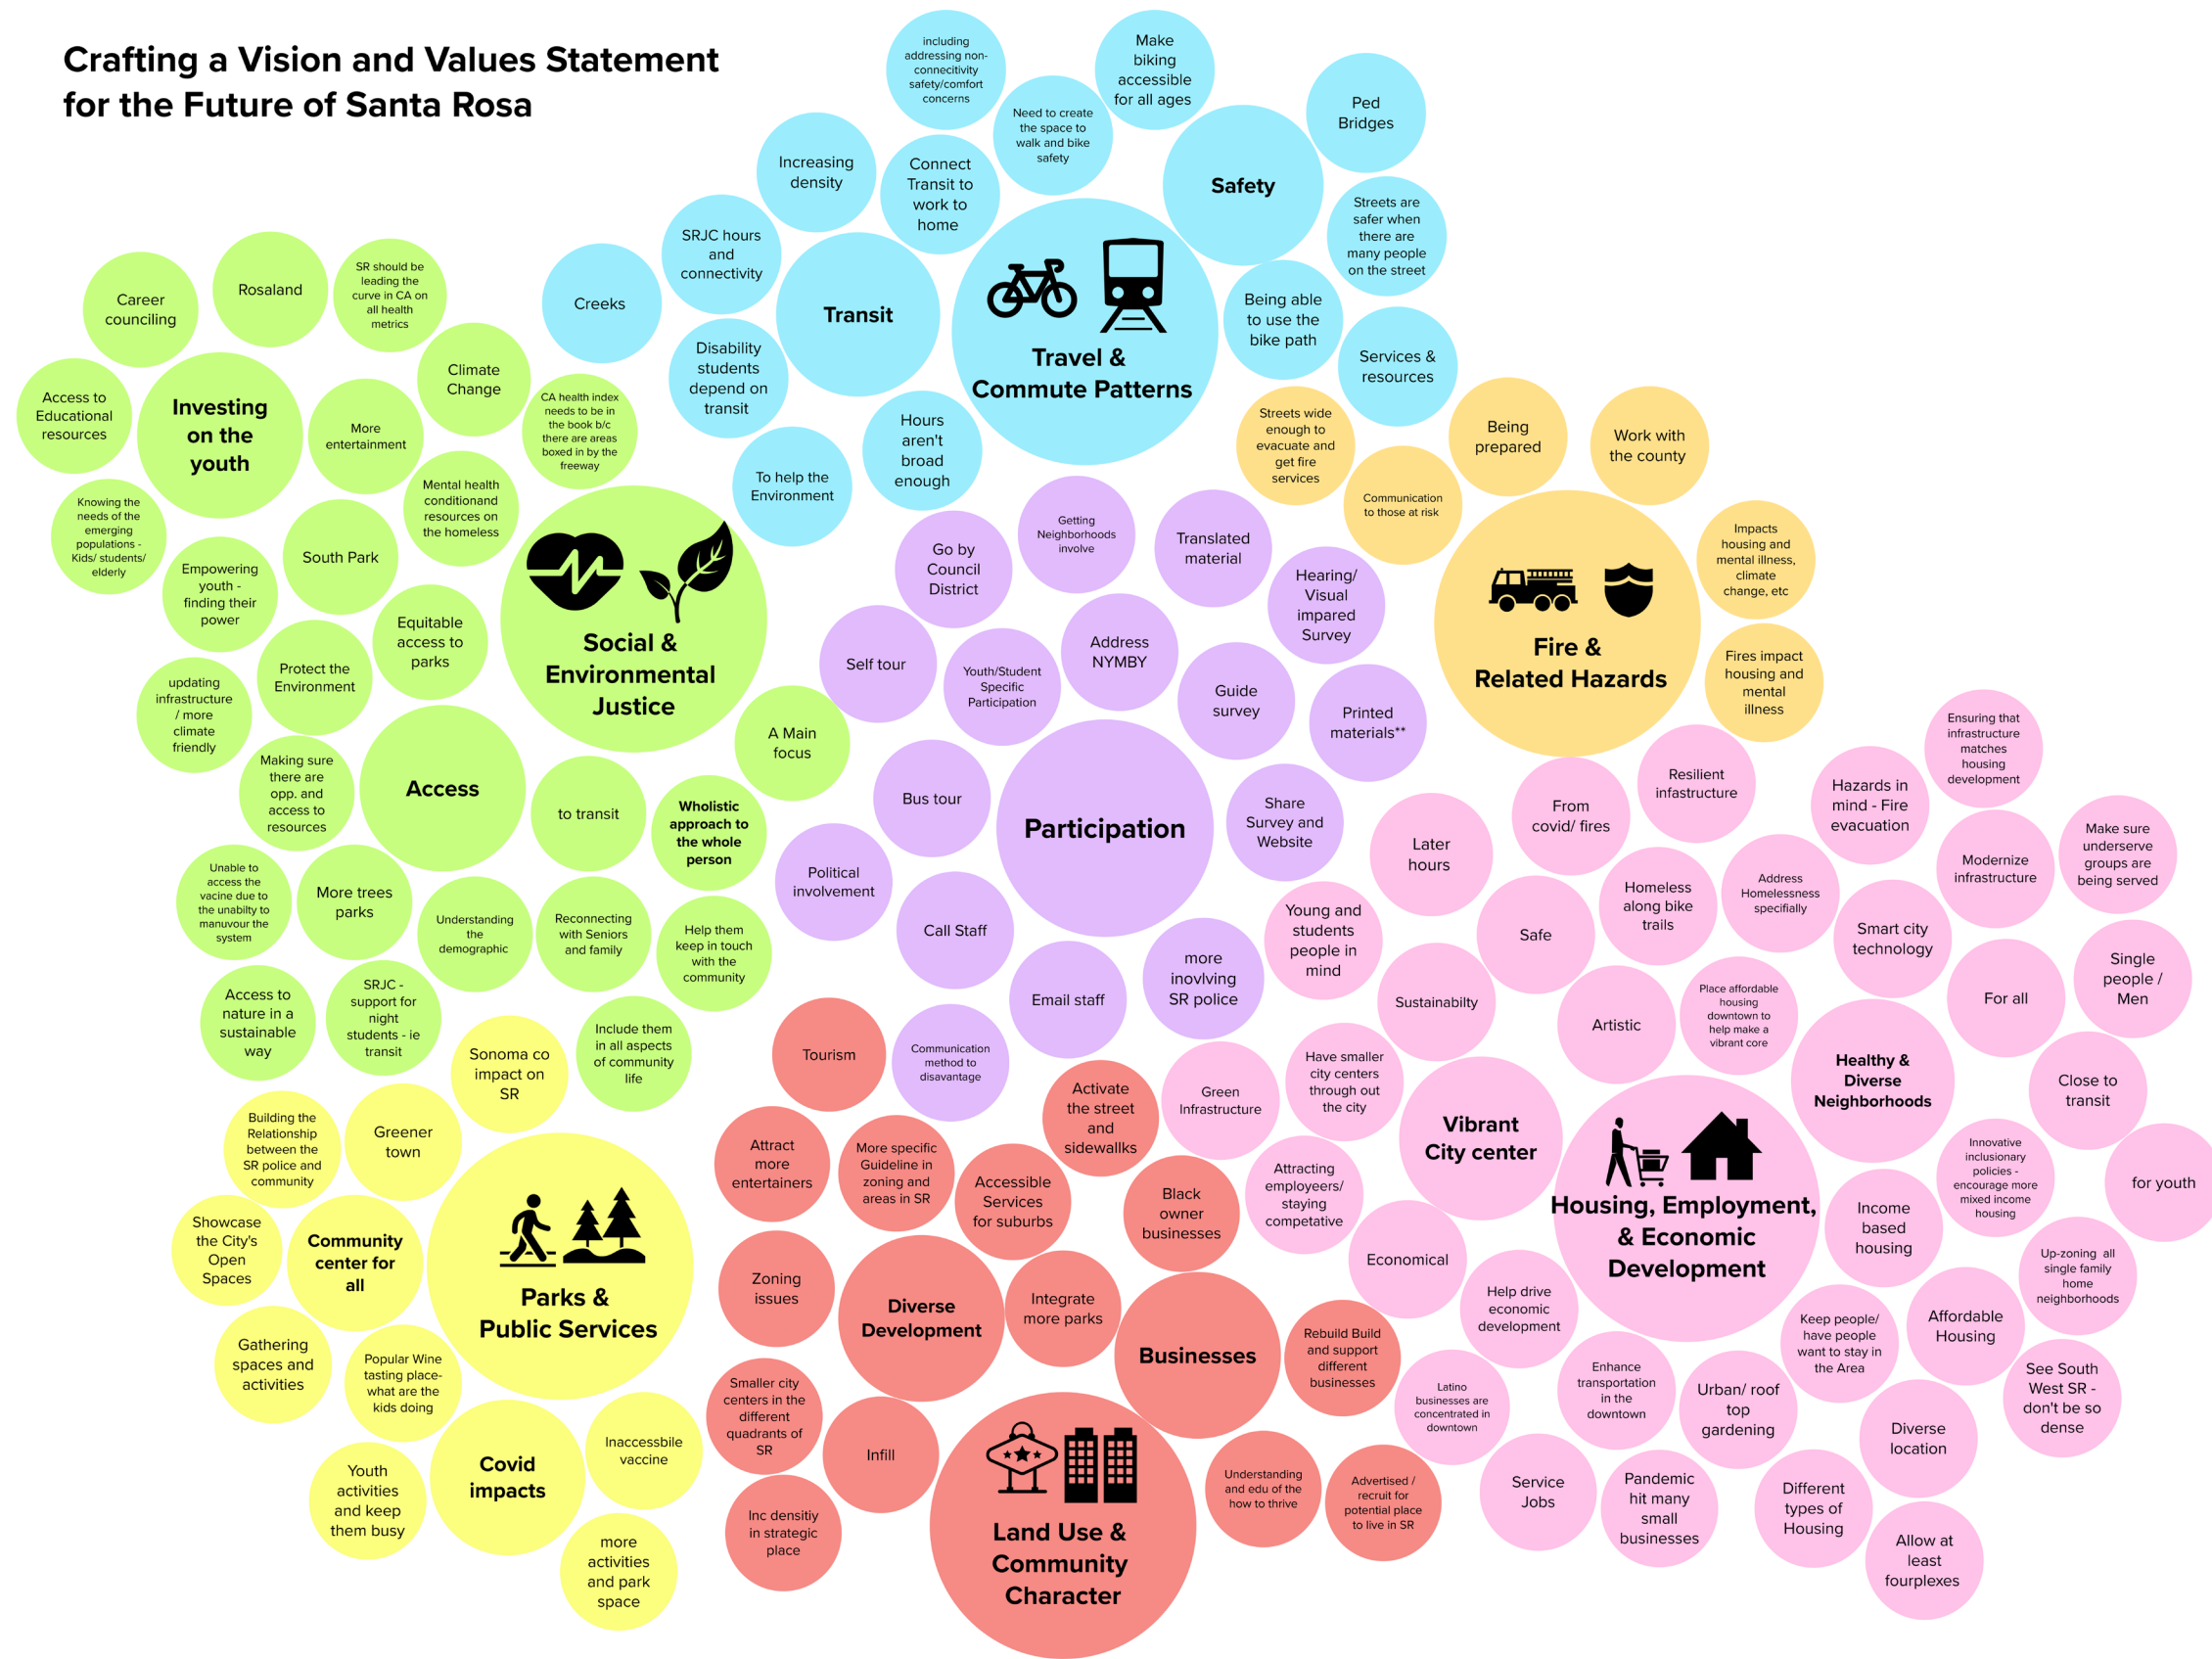 Crafting a Vision and Values Statement
for the Future of Santa Rosa
including
addressing non-
connecitivity
safety/comfort
concerns
Make
biking
accessible
for all ages
Need to create
the space to
walk and bike
safety
Ped
Bridges
Increasing
density
Connect
Transit to
work to
home
Safety
Streets are
safer when
there are
many people
on the street
SRJC hours
and
connectivity
Creeks
Transit
Travel &
Commute Patterns
Being able
to use the
bike path
Services &
resources
Disability
students
depend on
transit
Hours
aren't
broad
enough
To help the
Environment
Career
counciling
Rosaland
SR should be
leading the
curve in CA on
all health
metrics
Climate
Change
Access to
Educational
resources
Investing
on the
youth
More
entertainment
CA health index
needs to be in
the book b/c
there are areas
boxed in by the
freeway
Knowing the
needs of the
emerging
populations -
Kids/ students/
elderly
Mental health
conditionand
resources on
the homeless
Empowering
youth -
finding their
power
South Park
Equitable
access to
parks
Social &
Environmental
Justice
updating
infrastructure
/ more
climate
friendly
Protect the
Environment
A Main
focus
Making sure
there are
opp. and
access to
resources
Access
to transit
Wholistic
approach to
the whole
person
Unable to
access the
vacine due to
the unabilty to
manuvour the
system
More trees
parks
Understanding
the
demographic
Reconnecting
with Seniors
and family
Help them
keep in touch
with the
community
Access to
nature in a
sustainable
way
SRJC -
support for
night
students - ie
transit
Include them
in all aspects
of community
life
Streets wide
enough to
evacuate and
get fire
services
Being
prepared
Work with
the county
Communication
to those at risk
Impacts
housing and
mental illness,
climate
change, etc
Fire &
Related Hazards
Fires impact
housing and
mental
illness
Go by
Council
District
Getting
Neighborhoods
involve
Translated
material
Hearing/
Visual
impared
Survey
Self tour
Youth/Student
Specific
Participation
Address
NYMBY
Guide
survey
Printed
materials**
Bus tour
Participation
Share
Survey and
Website
Political
involvement
Call Staff
Email staff
more
inovlving
SR police
Communication
method to
disavantage
Sonoma co
impact on
SR
Building the
Relationship
between the
SR police and
community
Greener
town
Showcase
the City's
Open
Spaces
Community
center for
all
Parks &
Public Services
Gathering
spaces and
activities
Popular Wine
tasting place-
what are the
kids doing
Youth
activities
and keep
them busy
Covid
impacts
Inaccessbile
vaccine
more
activities
and park
space
Tourism
Activate
the street
and
sidewallks
Attract
more
entertainers
More specific
Guideline in
zoning and
areas in SR
Accessible
Services
for suburbs
Black
owner
businesses
Zoning
issues
Diverse
Development
Integrate
more parks
Businesses
Rebuild Build
and support
different
businesses
Smaller city
centers in the
different
quadrants of
SR
Infill
Inc densitiy
in strategic
place
Land Use &
Community
Character
Understanding
and edu of the
how to thrive
Advertised /
recruit for
potential place
to live in SR
Ensuring that
infrastructure
matches
housing
development
Resilient
infastructure
Hazards in
mind - Fire
evacuation
From
covid/ fires
Later
hours
Make sure
underserve
groups are
being served
Modernize
infrastructure
Address
Homelessness
specifially
Homeless
along bike
trails
Young and
students
people in
mind
Safe
Smart city
technology
Single
people /
Men
Sustainabilty
Artistic
Place affordable
housing
downtown to
help make a
vibrant core
For all
Green
Infrastructure
Have smaller
city centers
through out
the city
Healthy &
Diverse
Neighborhoods
Close to
transit
Vibrant
City center
Attracting
employeers/
staying
competative
Housing, Employment,
& Economic
Development
Innovative
inclusionary
policies -
encourage more
mixed income
housing
for youth
Income
based
housing
Economical
Help drive
economic
development
Up-zoning all
single family
home
neighborhoods
Keep people/
have people
want to stay in
the Area
Affordable
Housing
Latino
businesses are
concentrated in
downtown
Enhance
transportation
in the
downtown
Urban/ roof
top
gardening
See South
West SR -
don't be so
dense
Diverse
location
Service
Jobs
Pandemic
hit many
small
businesses
Different
types of
Housing
Allow at
least
fourplexes